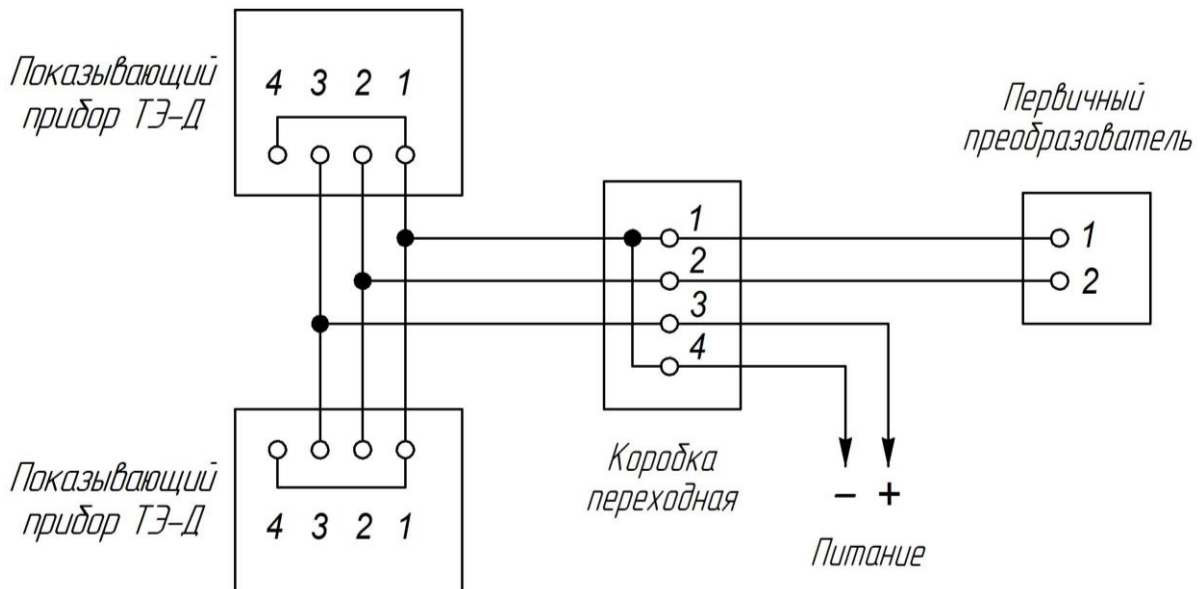 Показывающий
прибор ТЭ-Д
4 3 2 1
Первичный
преобразователь
1
2
3
4
1
2
Коробка
переходная
Показывающий
прибор ТЭ-Д
4 3 2 1
– +
Питание